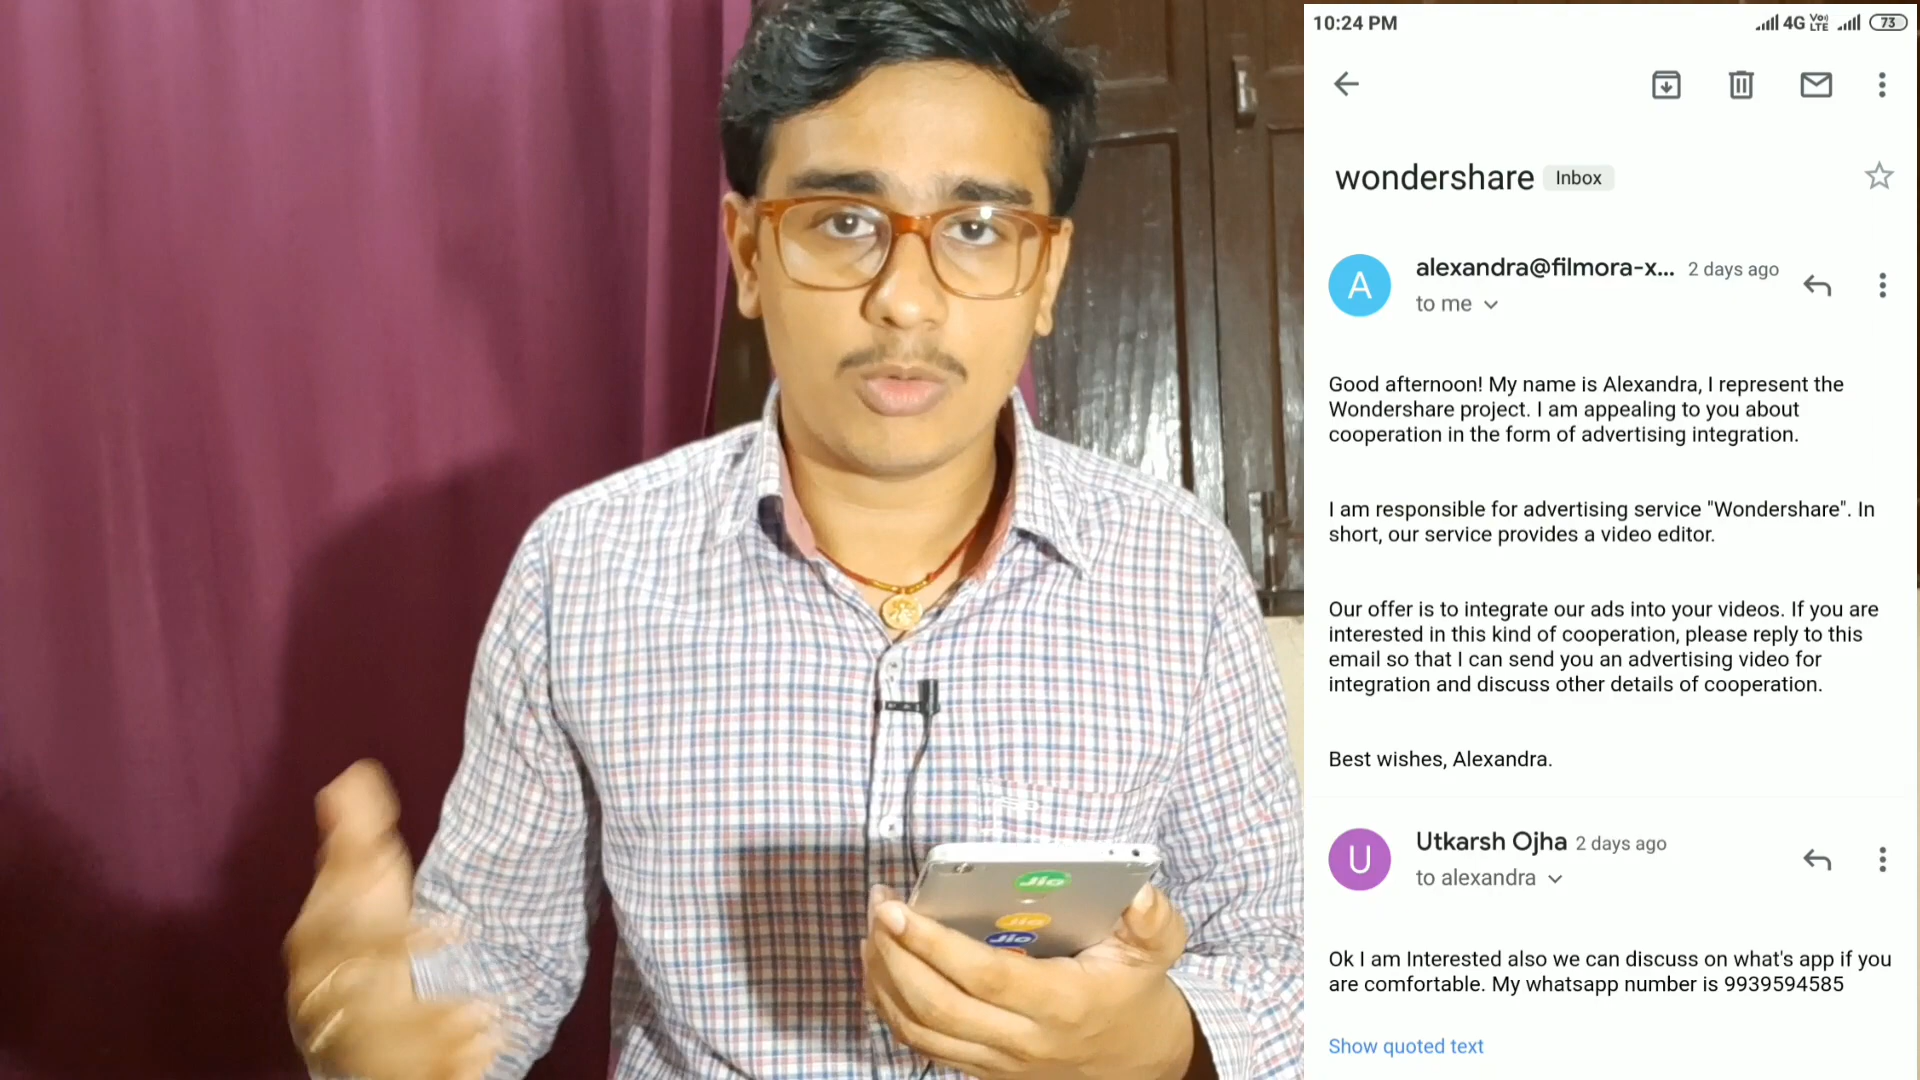 10:24 PM
4G Vo) LTE
73
wondershare Inbox
A
alexandra@filmora-x... 2 days ago
to me
Good afternoon! My name is Alexandra, I represent the
Wondershare project. I am appealing to you about
cooperation in the form of advertising integration.
I am responsible for advertising service "Wondershare". In
short, our service provides a video editor.
Our offer is to integrate our ads into your videos. If you are
interested in this kind of cooperation, please reply to this
email so that I can send you an advertising video for
integration and discuss other details of cooperation.
Best wishes, Alexandra.
U
Utkarsh Ojha 2 days ago
to alexandra
Ok I am Interested also we can discuss on what's app if you
are comfortable. My whatsapp number is 9939594585
Show quoted text
Jio
Jio
Jio